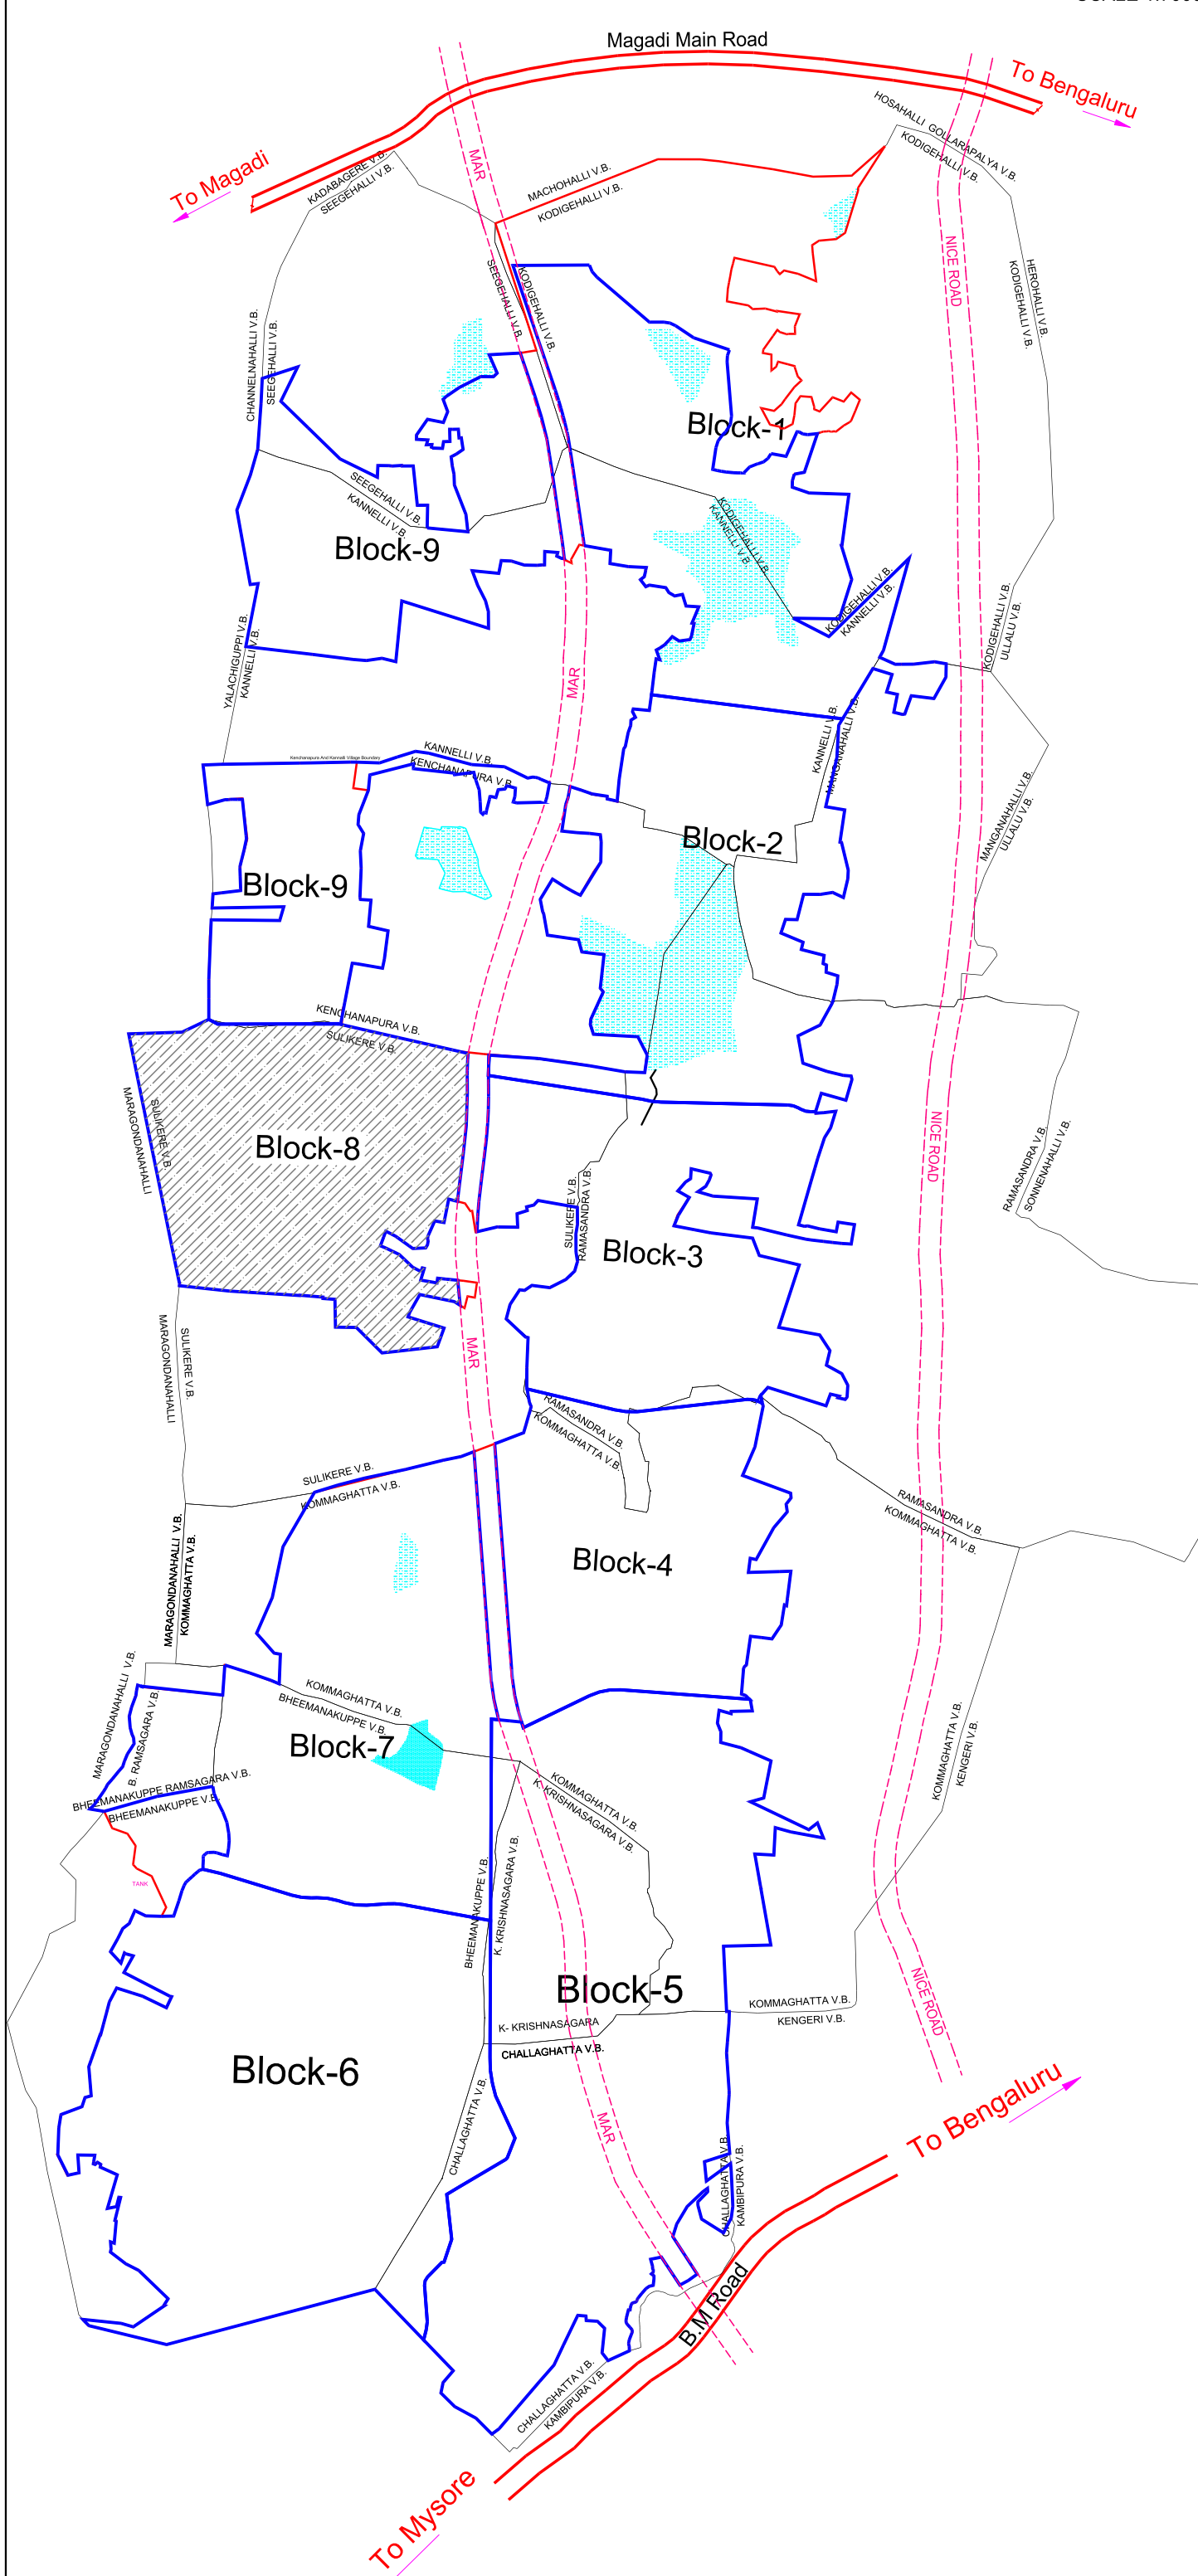 Magadi Main Road
To Bengaluru
To Magadi
HOSAHALLI GOLLARAPALYA V.B.
KODIGEHALLI V.B.
KADABAGERE V.B.
SEEGEHALLI V.B.
MAR
MACHOHALLI V.B.
KODIGEHALLI V.B.
NICE ROAD
SEEGEHALLI V.B.
KODIGEHALLI V.B.
HEROHALLI V.B.
KODIGEHALLI V.B.
CHANNELNAHALLI V.B.
SEEGEHALLI V.B.
Block-1
SEEGEHALLI V.B.
KANNELLI V.B.
Block-9
KODIGEHALLI V.B.
KANNELLI V.B.
KODIGEHALLI V.B.
KANNELLI V.B.
KODIGEHALLI V.B.
ULLALU V.B.
YALACHIGUPPI V.B.
KANNELLI V.B.
MAR
KANNELLI V.B.
MANGANAHALLI V.B.
Kenchanapura And Kannelli Village Boundary
KANNELLI V.B.
KENCHANAPURA V.B.
MANGANAHALLI V.B.
ULLALU V.B.
Block-2
Block-9
KENCHANAPURA V.B.
SULIKERE V.B.
MARAGONDANAHALLI
SULIKERE V.B.
Block-8
NICE ROAD
RAMASANDRA V.B.
SONNENAHALLI V.B.
SULIKERE V.B.
RAMASANDRA V.B.
Block-3
MARAGONDANAHALLI
SULIKERE V.B.
MAR
RAMASANDRA V.B.
KOMMAGHATTA V.B.
SULIKERE V.B.
KOMMAGHATTA V.B.
RAMASANDRA V.B.
KOMMAGHATTA V.B.
MARAGONDANAHALLI V.B.
KOMMAGHATTA V.B.
Block-4
MARAGONDANAHALLI V.B.
B. RAMSAGARA V.B.
KOMMAGHATTA V.B.
BHEEMANAKUPPE V.B.
Block-7
KOMMAGHATTA V.B.
KENGERI V.B.
BHEEMANAKUPPE RAMSAGARA V.B.
BHEEMANAKUPPE V.B.
KOMMAGHATTA V.B.
K. KRISHNASAGARA V.B.
TANK
BHEEMANAKUPPE V.B.
K. KRISHNASAGARA V.B.
NICE ROAD
Block-5
KOMMAGHATTA V.B.
KENGERI V.B.
K- KRISHNASAGARA
CHALLAGHATTA V.B.
Block-6
CHALLAGHATTA V.B.
MAR
To Bengaluru
CHALLAGHATTA V.B.
KAMBIPURA V.B.
B.M Road
CHALLAGHATTA V.B.
KAMBIPURA V.B.
To Mysore